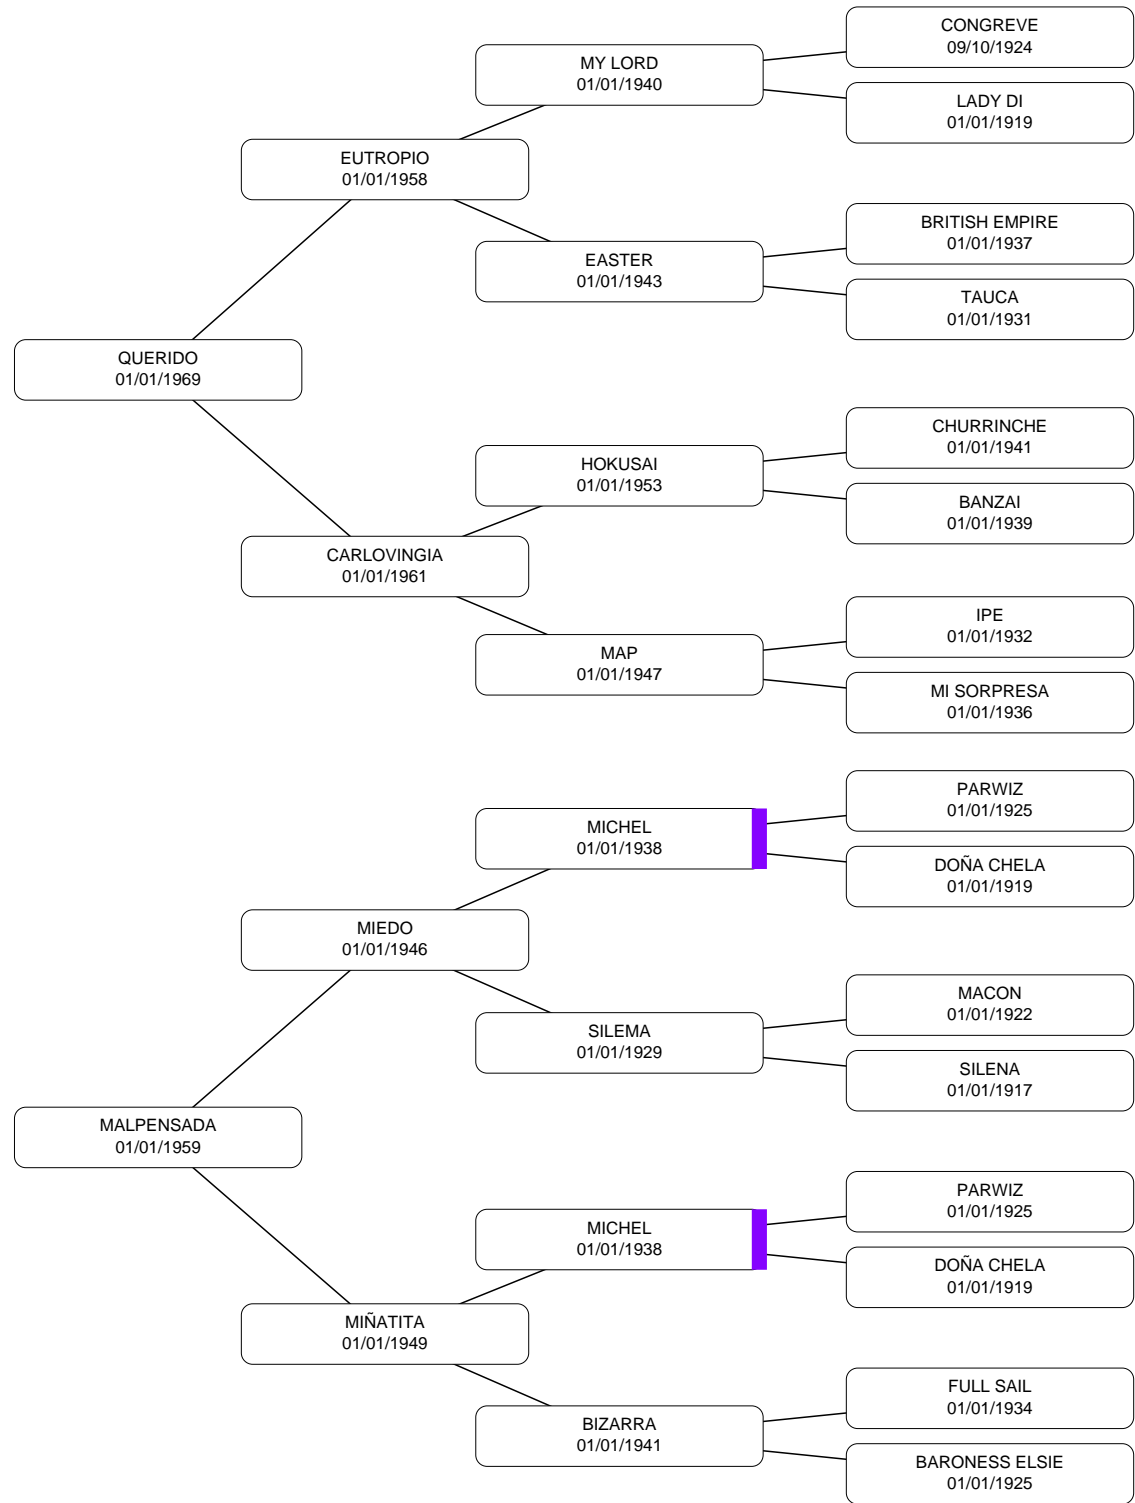 CONGREVE
09/10/1924
MY LORD
01/01/1940
LADY DI
01/01/1919
EUTROPIO
01/01/1958
BRITISH EMPIRE
01/01/1937
EASTER
01/01/1943
TAUCA
01/01/1931
QUERIDO
01/01/1969
CHURRINCHE
01/01/1941
HOKUSAI
01/01/1953
BANZAI
01/01/1939
CARLOVINGIA
01/01/1961
IPE
01/01/1932
MAP
01/01/1947
MI SORPRESA
01/01/1936
PARWIZ
01/01/1925
MICHEL
01/01/1938
DOÑA CHELA
01/01/1919
MIEDO
01/01/1946
MACON
01/01/1922
SILEMA
01/01/1929
SILENA
01/01/1917
MALPENSADA
01/01/1959
PARWIZ
01/01/1925
MICHEL
01/01/1938
DOÑA CHELA
01/01/1919
MIÑATITA
01/01/1949
FULL SAIL
01/01/1934
BIZARRA
01/01/1941
BARONESS ELSIE
01/01/1925